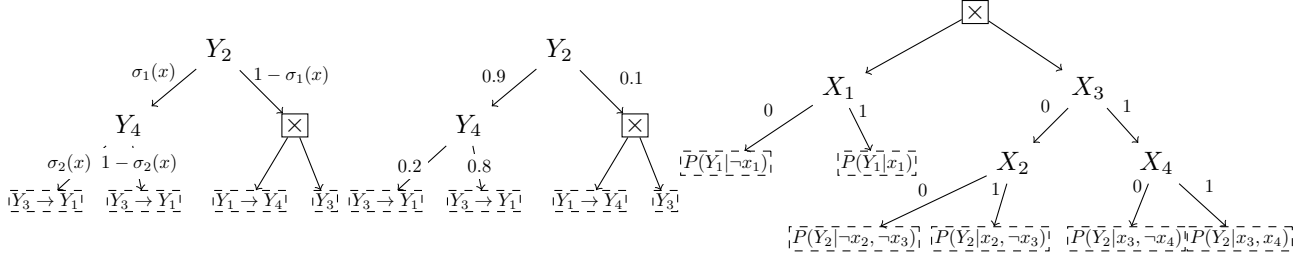 Y₂
σ₁(x)
1 − σ₁(x)
Y₄
×
σ₂(x)
1 − σ₂(x)
Y₃ → Y₁
Y₃ → Y₁
Y₁ → Y₄
Y₃
Y₂
0.9
0.1
Y₄
×
0.2
0.8
Y₃ → Y₁
Y₃ → Y₁
Y₁ → Y₄
Y₃
×
X₁
X₃
0
1
0
1
P(Y₁|¬x₁)
P(Y₁|x₁)
X₂
X₄
0
1
0
1
P(Y₂|¬x₂, ¬x₃)
P(Y₂|x₂, ¬x₃)
P(Y₂|x₃, ¬x₄)
P(Y₂|x₃, x₄)